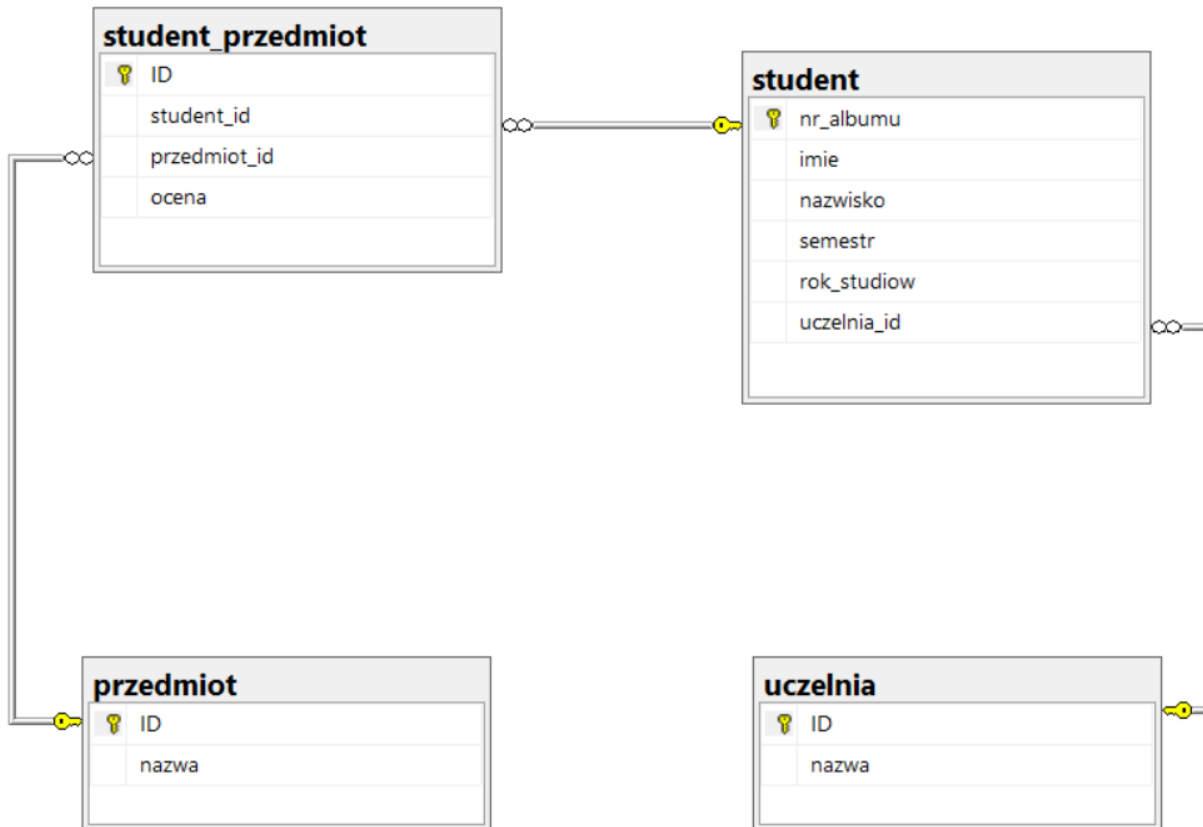 student_przedmiot
ID
student_id
przedmiot_id
ocena
student
nr_albumu
imie
nazwisko
semestr
rok_studiow
uczelnia_id
przedmiot
ID
nazwa
uczelnia
ID
nazwa